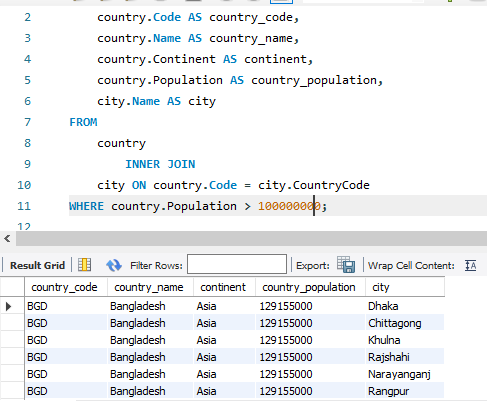 2 country.Code AS country_code,
3 country.Name AS country_name,
4 country.Continent AS continent,
5 country.Population AS country_population,
6 city.Name AS city
7 FROM
8 country
9 INNER JOIN
10 city ON country.Code = city.CountryCode
11 WHERE country.Population > 100000000;
12
Result Grid Filter Rows: Export: Wrap Cell Content:
country_code country_name continent country_population city
BGD Bangladesh Asia 129155000 Dhaka
BGD Bangladesh Asia 129155000 Chittagong
BGD Bangladesh Asia 129155000 Khulna
BGD Bangladesh Asia 129155000 Rajshahi
BGD Bangladesh Asia 129155000 Narayanganj
BGD Bangladesh Asia 129155000 Rangpur